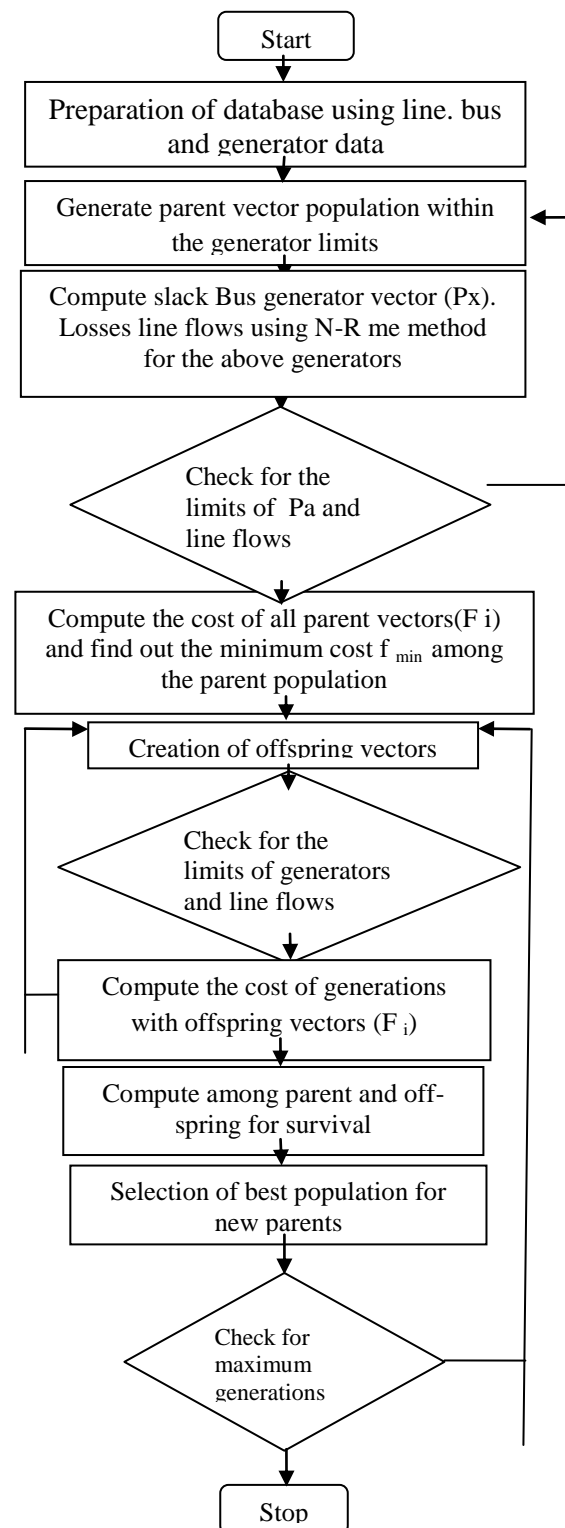 Start
Preparation of database using line. bus
and generator data
Generate parent vector population within
the generator limits
Compute slack Bus generator vector (Px).
Losses line flows using N-R me method
for the above generators
Check for the
limits of Pa and
line flows
Compute the cost of all parent vectors(F i)
and find out the minimum cost f min among
the parent population
Creation of offspring vectors
Check for the
limits of generators
and line flows
Compute the cost of generations
with offspring vectors (F i)
Compute among parent and off-
spring for survival
Selection of best population for
new parents
Check for
maximum
generations
Stop